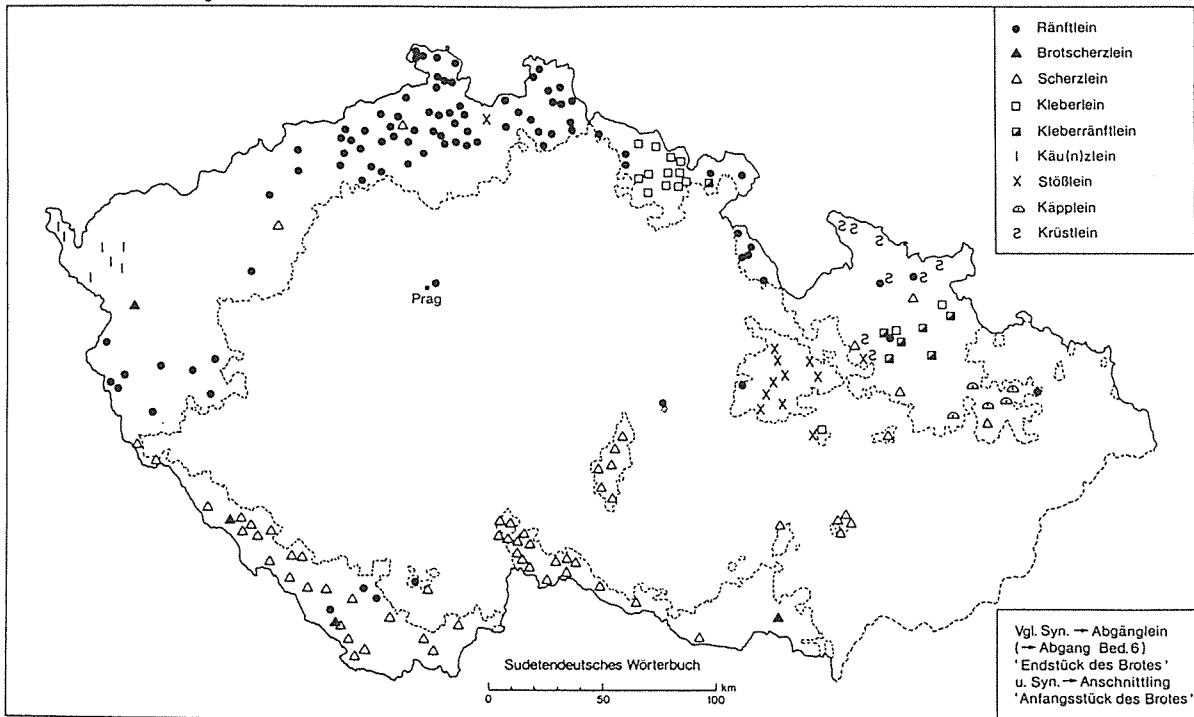 Ränftlein
Brotscherzlein
Scherzlein
Kleberlein
Kleberränftlein
Käu(n)zlein
Stößlein
Käpplein
Krüstlein
Prag
Sudetendeutsches Wörterbuch
km
0 50 100
Vgl. Syn. → Abgänglein
(→ Abgang Bed. 6)
'Endstück des Brotes'
u. Syn. → Anschnittling
'Anfangsstück des Brotes'